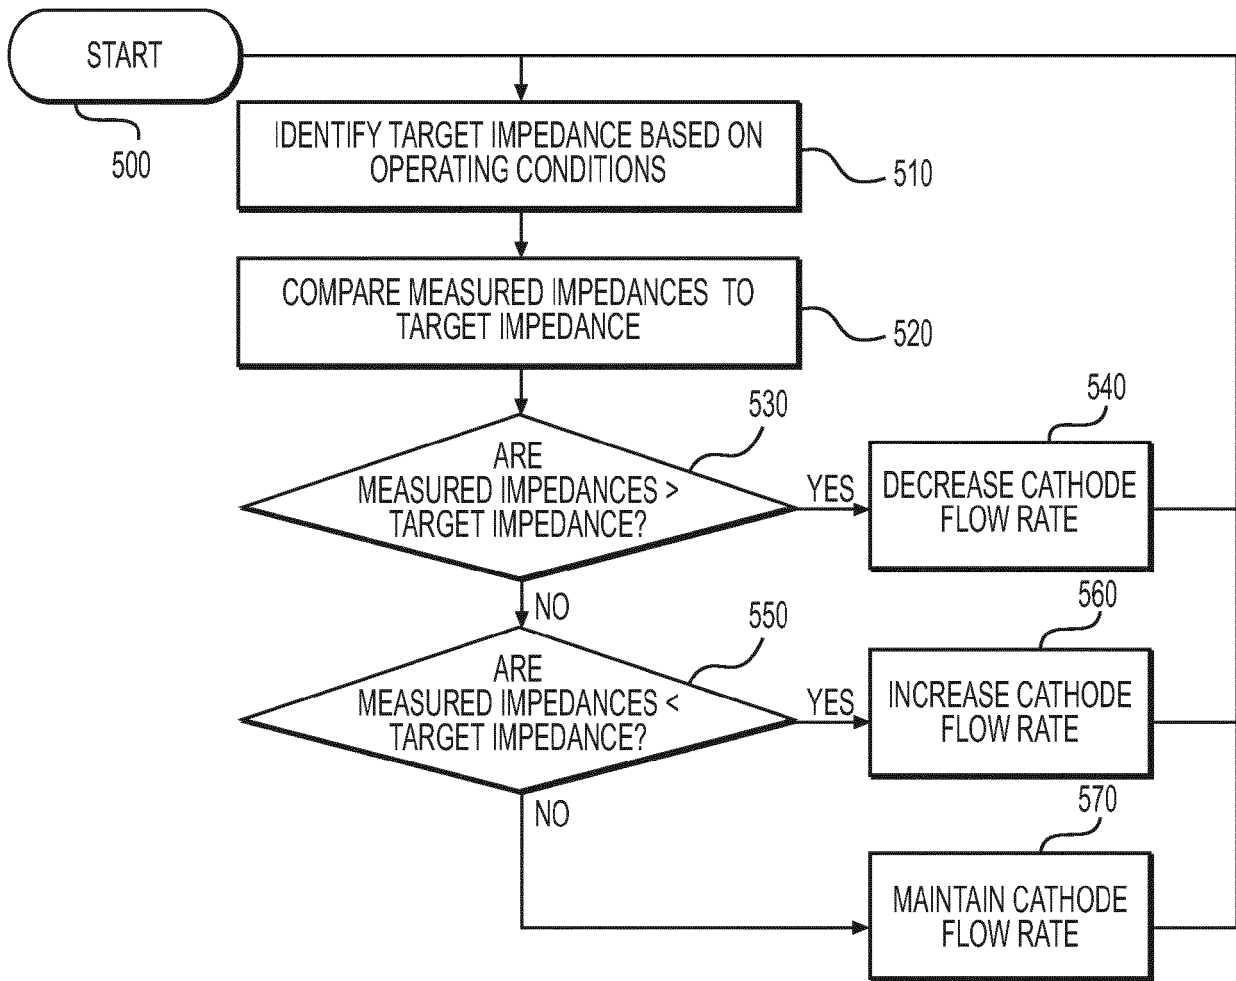 START
500
IDENTIFY TARGET IMPEDANCE BASED ON
OPERATING CONDITIONS
510
COMPARE MEASURED IMPEDANCES TO
TARGET IMPEDANCE
520
530
ARE
MEASURED IMPEDANCES >
TARGET IMPEDANCE?
YES
540
DECREASE CATHODE
FLOW RATE
NO
550
ARE
MEASURED IMPEDANCES <
TARGET IMPEDANCE?
YES
560
INCREASE CATHODE
FLOW RATE
NO
570
MAINTAIN CATHODE
FLOW RATE